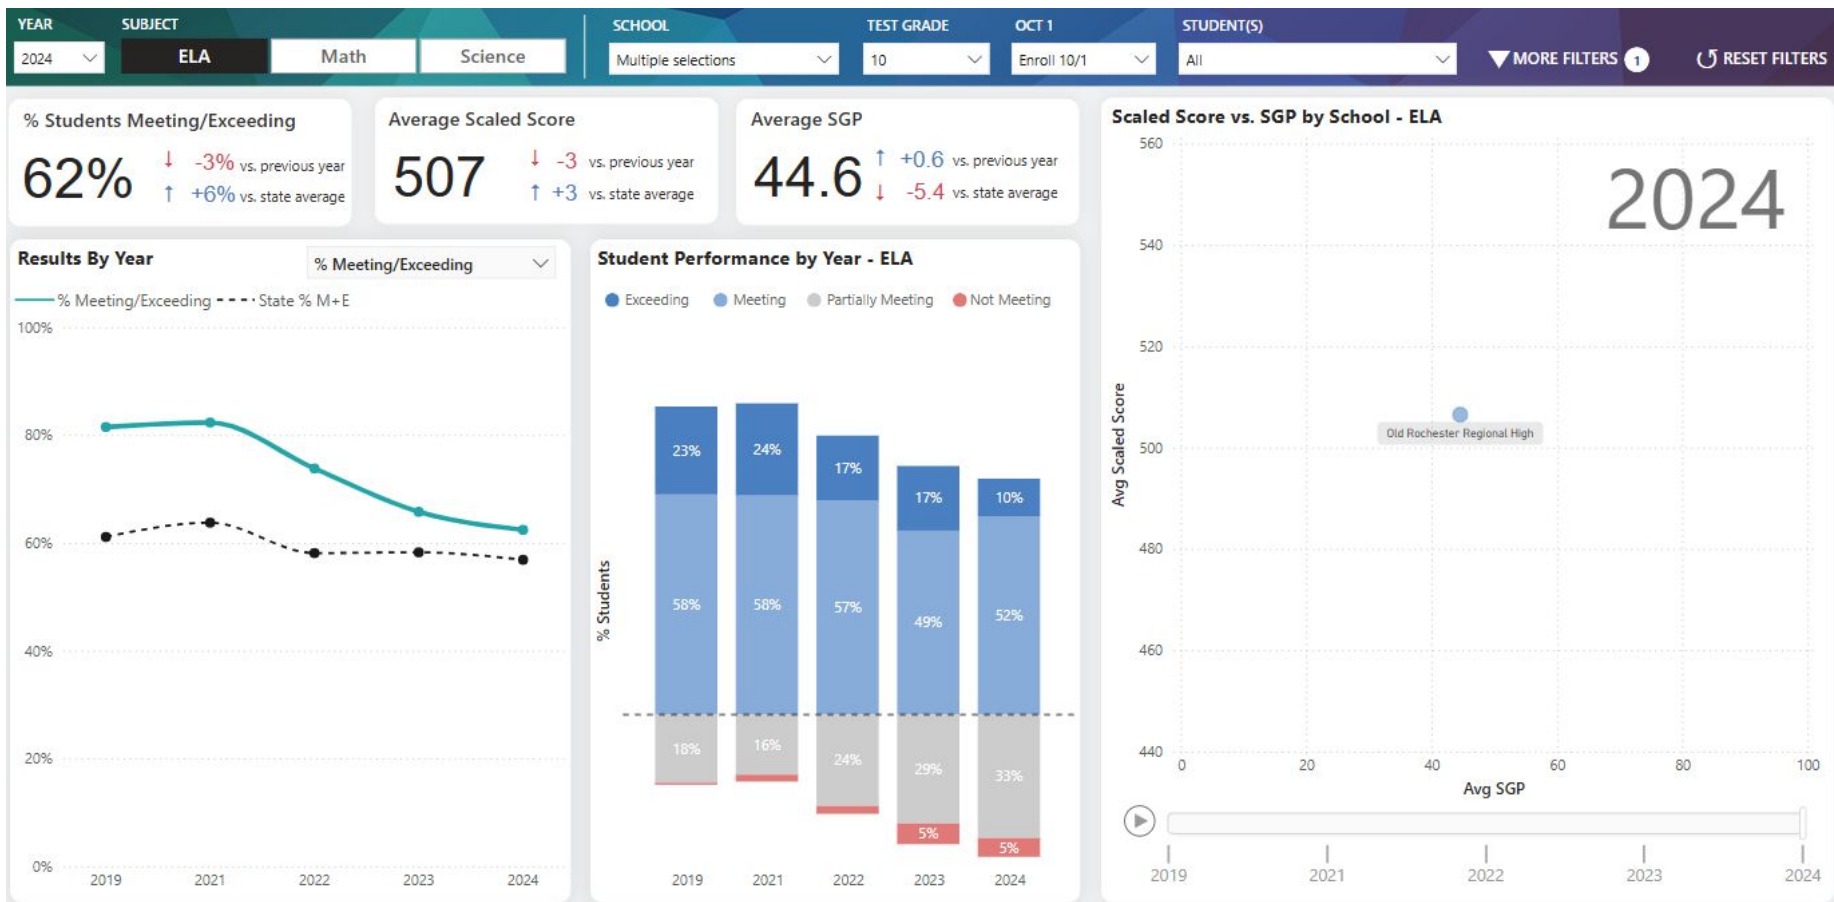 YEAR SUBJECT SCHOOL TEST GRADE OCT 1 STUDENT(S)
2024 ELA Math Science Multiple selections 10 Enroll 10/1 All MORE FILTERS 1 RESET FILTERS
% Students Meeting/Exceeding
62%
↓ -3% vs. previous year
↑ +6% vs. state average
Average Scaled Score
507
↓ -3 vs. previous year
↑ +3 vs. state average
Average SGP
44.6
↑ +0.6 vs. previous year
↓ -5.4 vs. state average
Results By Year
% Meeting/Exceeding
% Meeting/Exceeding State % M+E
100%
80%
60%
40%
20%
0%
2019 2021 2022 2023 2024
Student Performance by Year - ELA
Exceeding Meeting Partially Meeting Not Meeting
% Students
23% 24% 17% 17% 10%
58% 58% 57% 49% 52%
18% 16% 24% 29% 33%
5% 5%
2019 2021 2022 2023 2024
Scaled Score vs. SGP by School - ELA
2024
Avg Scaled Score
560
540
520
500
480
460
440
Old Rochester Regional High
0 20 40 60 80 100
Avg SGP
2019 2021 2022 2023 2024